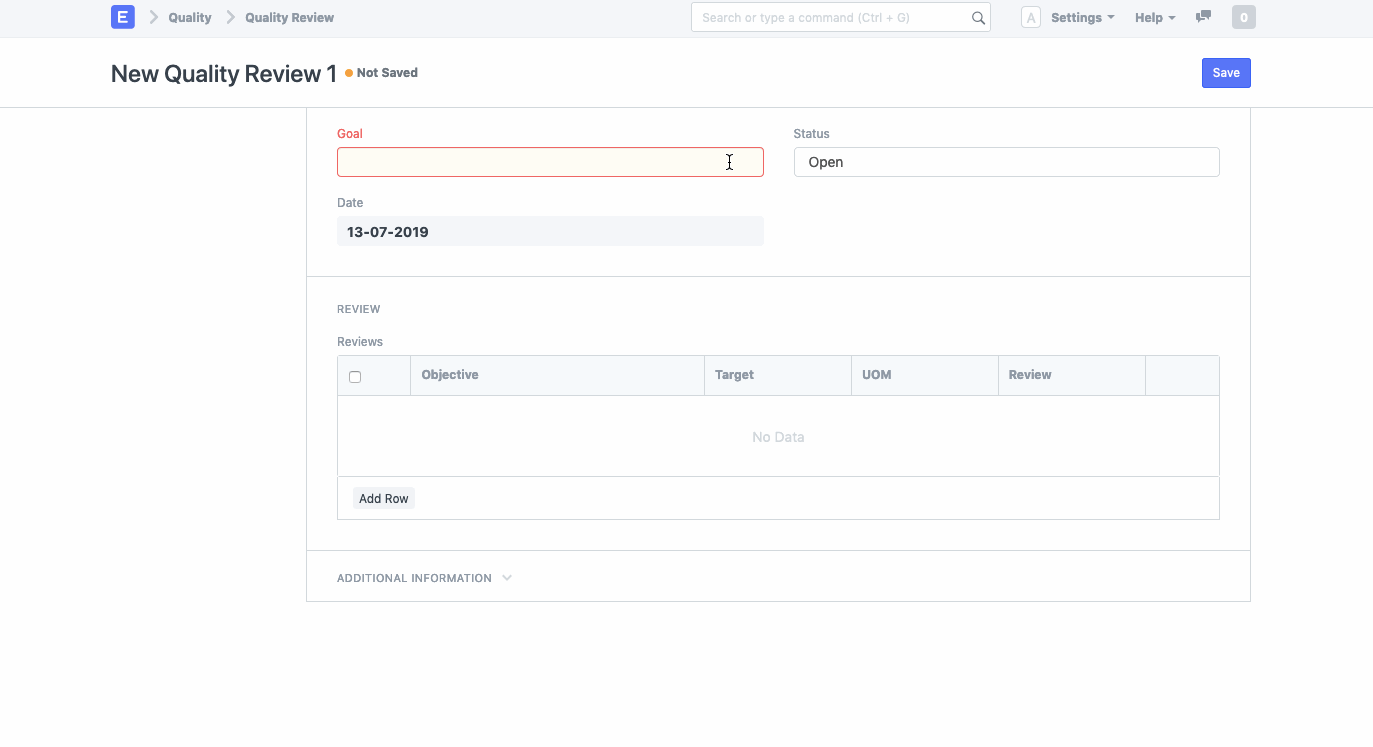 E Quality Quality Review Search or type a command (Ctrl + G) A Settings Help 0
New Quality Review 1 Not Saved Save
Goal Status
Open
Date
13-07-2019
REVIEW
Reviews
Objective Target UOM Review
No Data
Add Row
ADDITIONAL INFORMATION